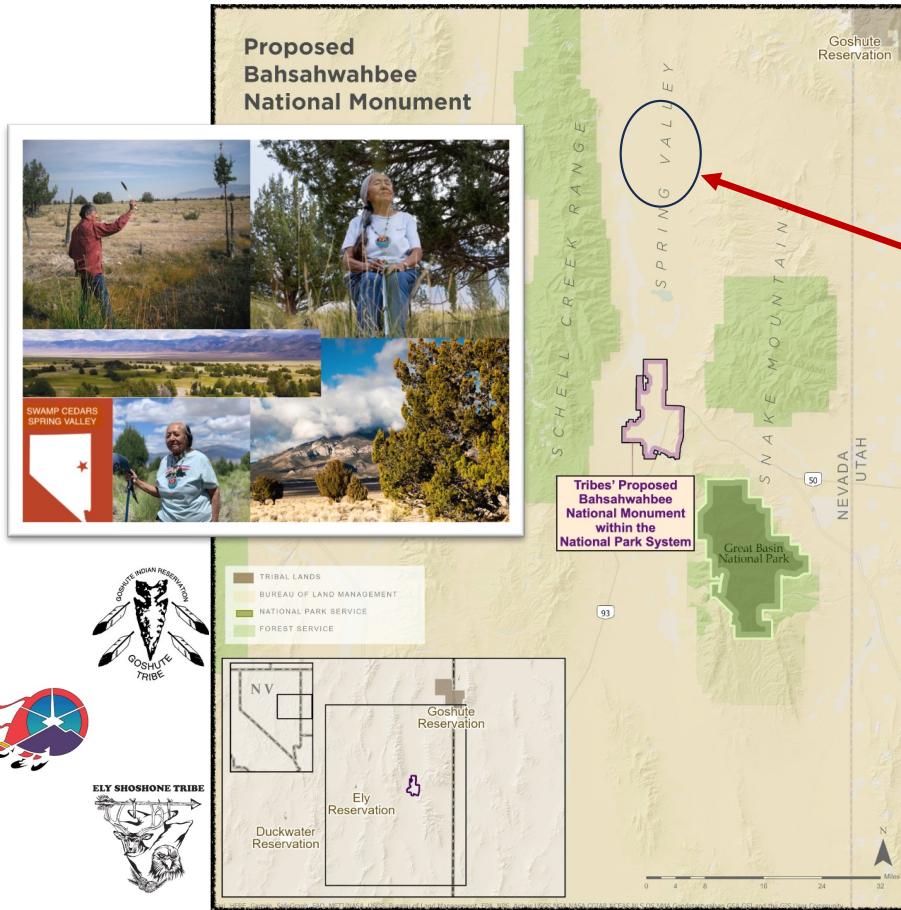 Proposed
Bahsahwahbee
National Monument
Goshute
Reservation
SCHELL CREEK RANGE
SPRING VALLEY
SNAKE MOUNTAINS
NEVADA
UTAH
50
93
SWAMP CEDARS
SPRING VALLEY
Tribes' Proposed
Bahsahwahbee
National Monument
within the
National Park System
Great Basin
National Park
TRIBAL LANDS
BUREAU OF LAND MANAGEMENT
NATIONAL PARK SERVICE
FOREST SERVICE
GOSHUTE INDIAN RESERVATION
GOSHUTE
TRIBE
ELY SHOSHONE TRIBE
NV
Goshute
Reservation
Ely
Reservation
Duckwater
Reservation
N
Miles
0 4 8 16 24 32